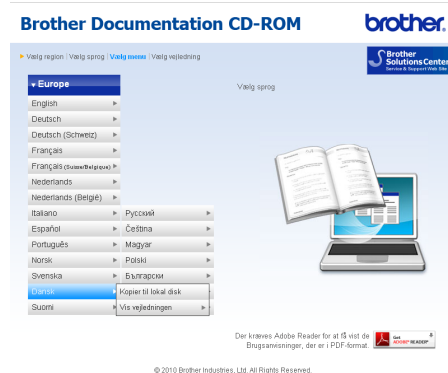 Brother Documentation CD-ROM
brother.
Vælg region | Vælg sprog | Vælg menu | Vælg vejledning
Brother
Solutions Center
Service & Support Web Site
Europe
Vælg sprog
English
Deutsch
Deutsch (Schweiz)
Français
Français (Suisse/Belgique)
Nederlands
Nederlands (België)
Italiano
Русский
Español
Čeština
Português
Magyar
Norsk
Polski
Svenska
Български
Dansk
Kopier til lokal disk
Suomi
Vis vejledningen
Der kræves Adobe Reader for at få vist de
Brugsanvisninger, der er i PDF-format.
Get
ADOBE® READER®
© 2010 Brother Industries, Ltd. All Rights Reserved.